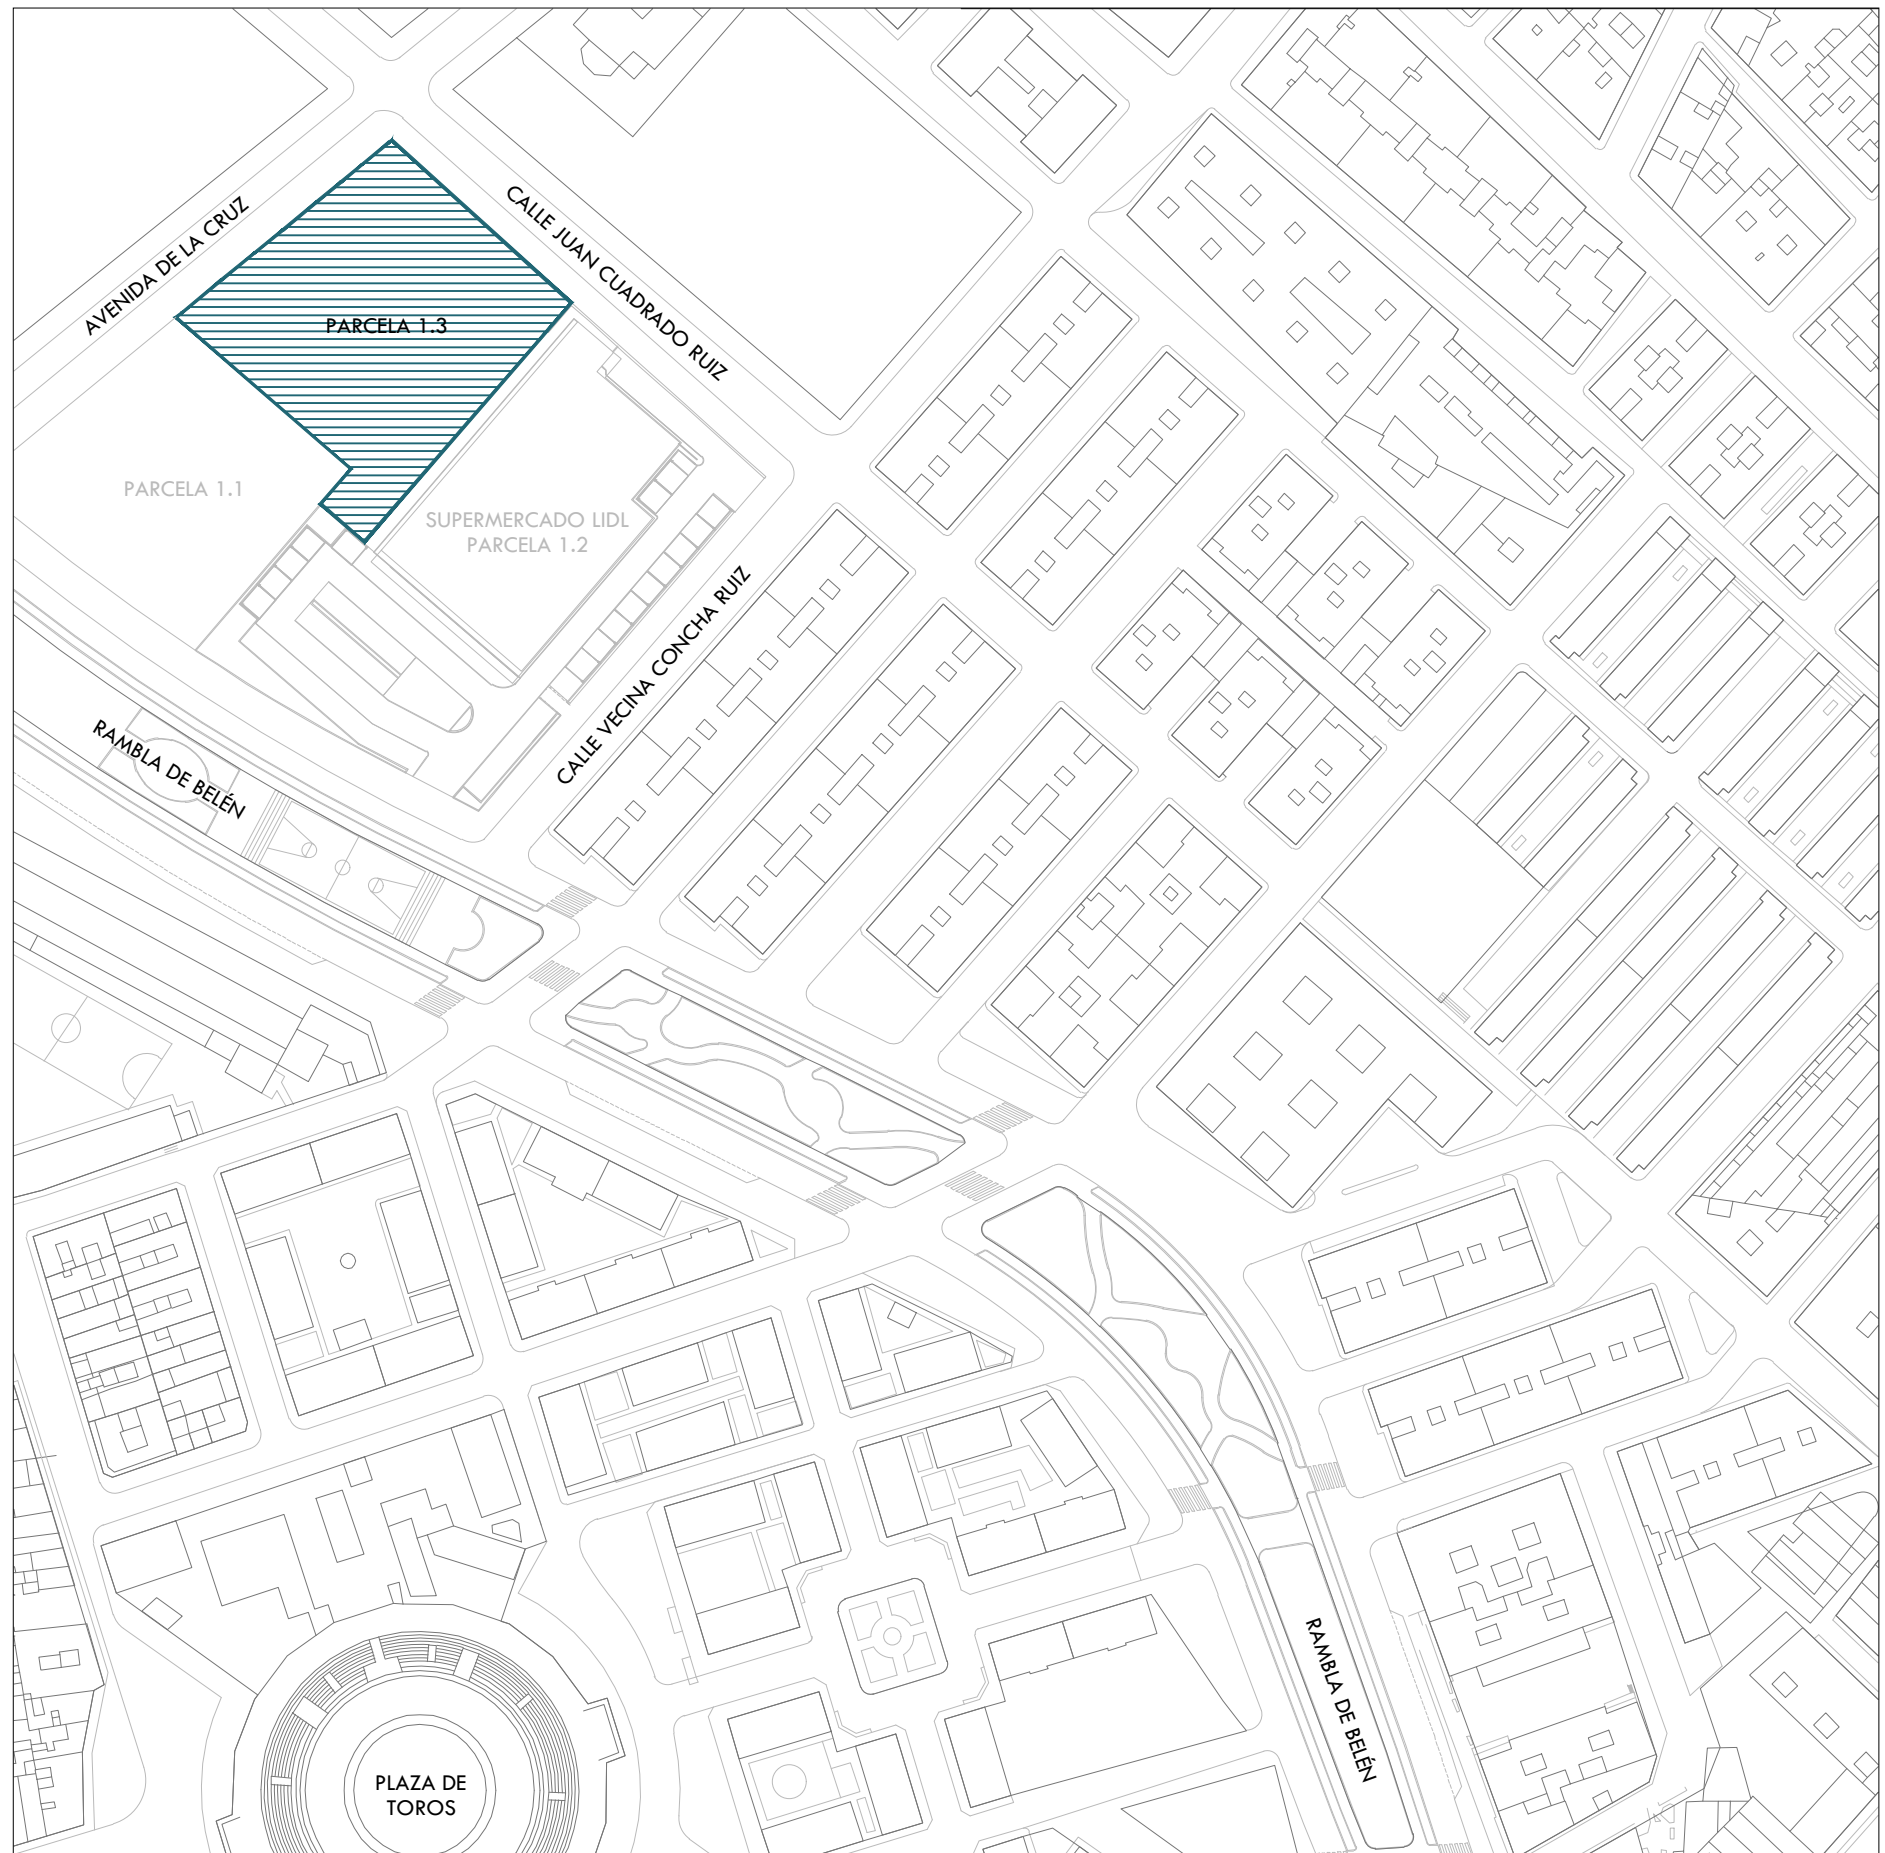 AVENIDA DE LA CRUZ
CALLE JUAN CUADRADO RUIZ
PARCELA 1.3
PARCELA 1.1
SUPERMERCADO LIDL
PARCELA 1.2
CALLE VECINA CONCHA RUIZ
RAMBLA DE BELÉN
RAMBLA DE BELÉN
PLAZA DE
TOROS